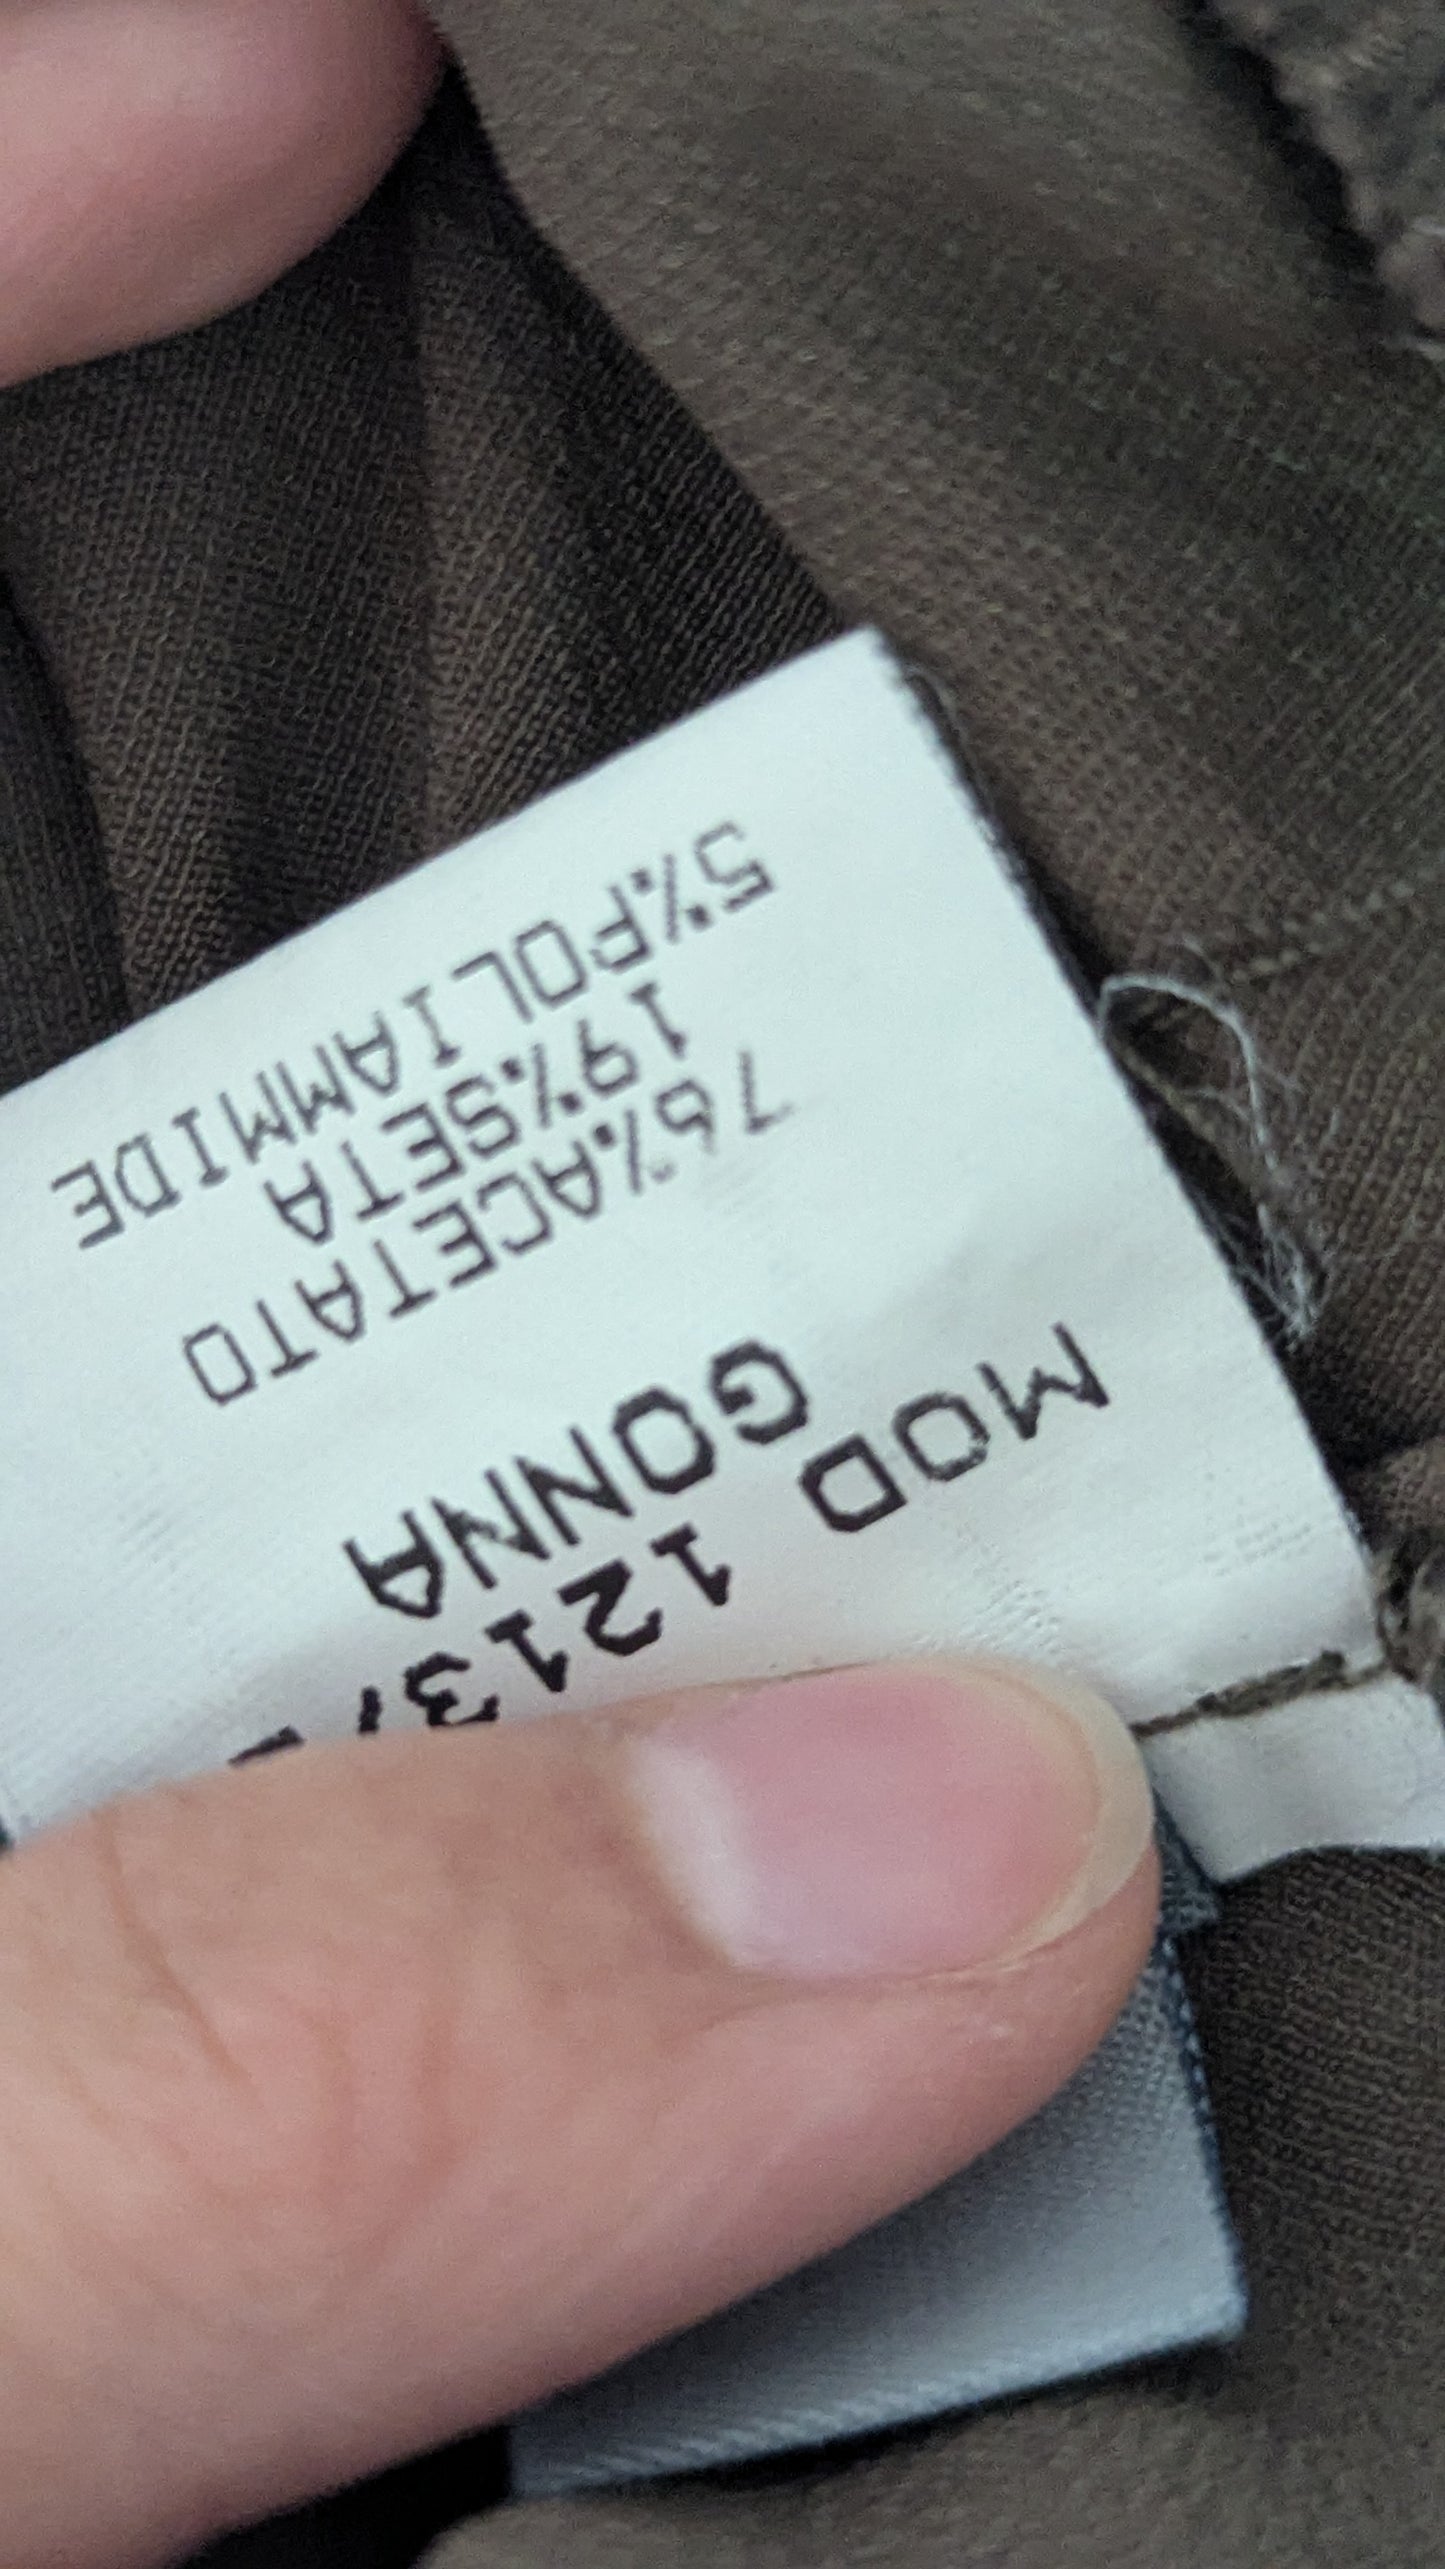 MOD 1213/
GONNA
76%ACETATO
19%SETA
5%POLIAMMIDE